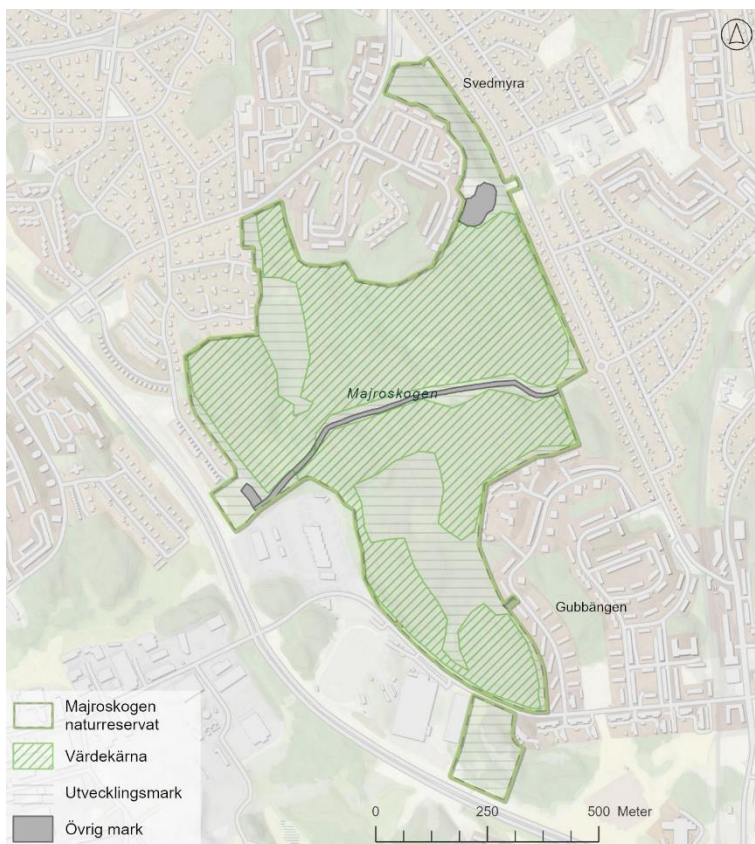 Svedmyra
Majroskogen
Gubbängen
Majroskogen
naturreservat
Värdekärna
Utvecklingsmark
Övrig mark
0 250 500 Meter